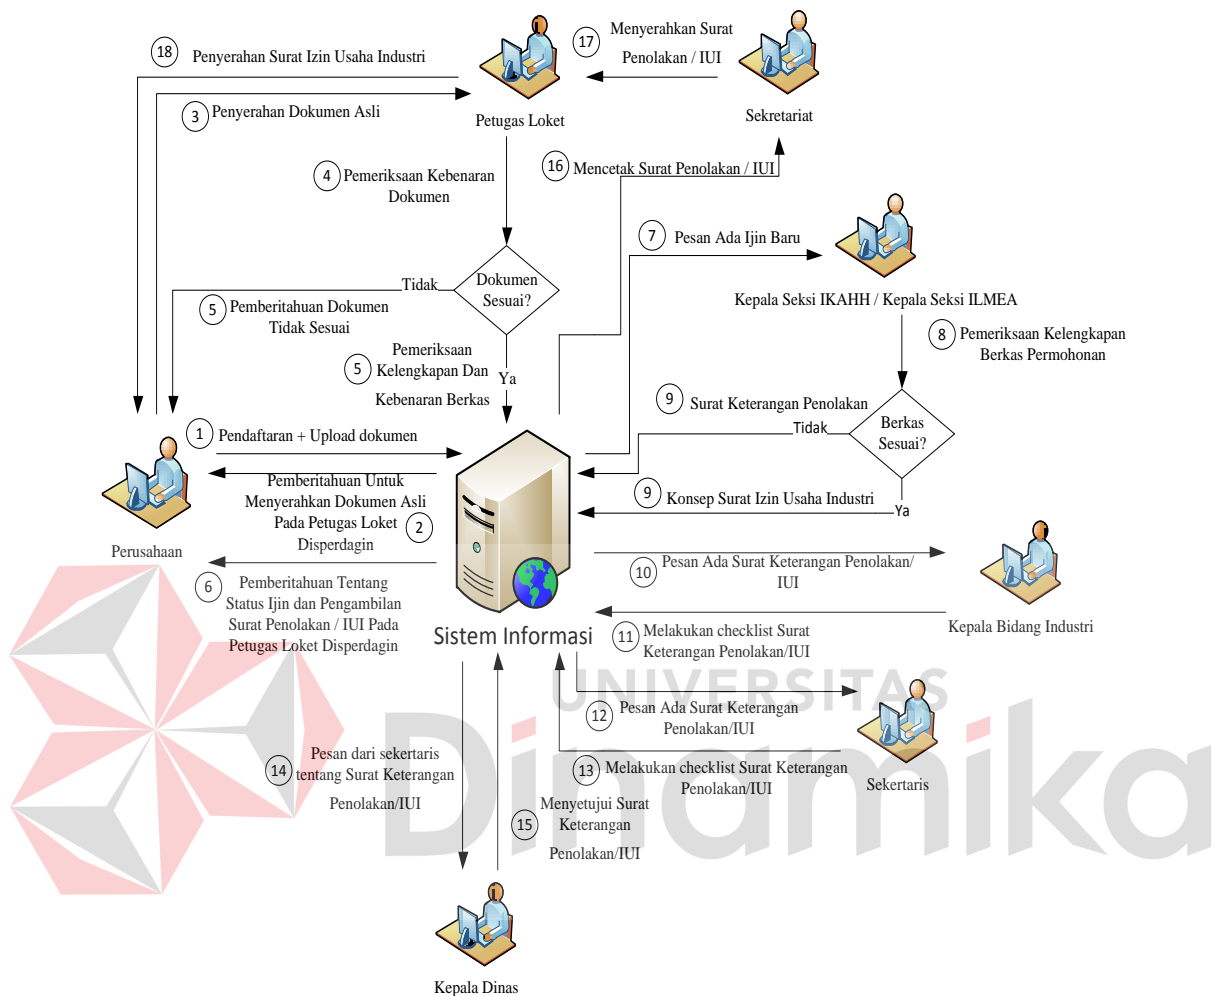 18 Penyerahan Surat Izin Usaha Industri
17 Menyerahkan Surat
Penolakan / IUI
3 Penyerahan Dokumen Asli
Petugas Loket
Sekretariat
4 Pemeriksaan Kebenaran
Dokumen
16 Mencetak Surat Penolakan / IUI
7 Pesan Ada Ijin Baru
Tidak
Dokumen
Sesuai?
5 Pemberitahuan Dokumen
Tidak Sesuai
Kepala Seksi IKAHH / Kepala Seksi ILMEA
8 Pemeriksaan Kelengkapan
Berkas Permohonan
5 Pemeriksaan
Kelengkapan Dan
Kebenaran Berkas
Ya
9 Surat Keterangan Penolakan
Tidak
Berkas
Sesuai?
1 Pendaftaran + Upload dokumen
Pemberitahuan Untuk
Menyerahkan Dokumen Asli
Pada Petugas Loket
Disperdagin
2
9 Konsep Surat Izin Usaha Industri
Ya
Perusahaan
6 Pemberitahuan Tentang
Status Ijin dan Pengambilan
Surat Penolakan / IUI Pada
Petugas Loket Disperdagin
10 Pesan Ada Surat Keterangan Penolakan/
IUI
Sistem Informasi
11 Melakukan checklist Surat
Keterangan Penolakan/IUI
Kepala Bidang Industri
UNIVERSITAS
Dinamika
12 Pesan Ada Surat Keterangan
Penolakan/IUI
13 Melakukan checklist Surat Keterangan
Penolakan/IUI
Sekertaris
14 Pesan dari sekertaris
tentang Surat Keterangan
Penolakan/IUI
15 Menyetujui Surat
Keterangan
Penolakan/IUI
Kepala Dinas